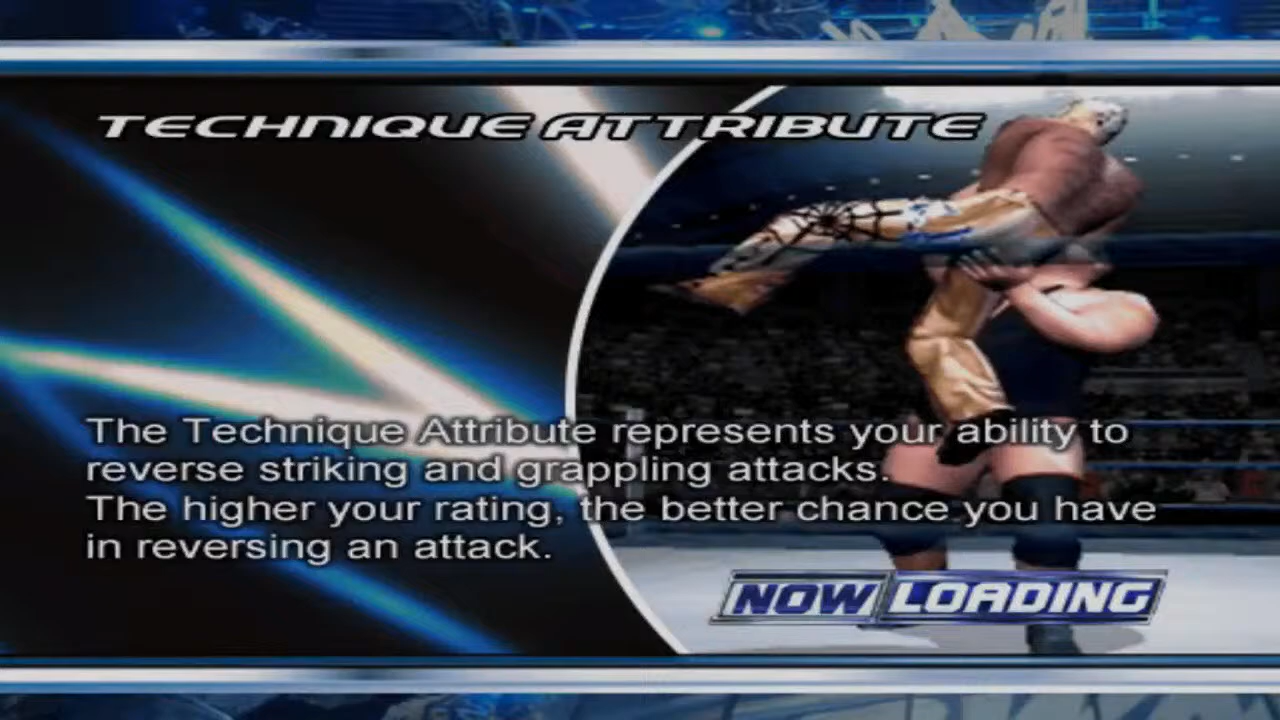 TECHNIQUE ATTRIBUTE
The Technique Attribute represents your ability to
reverse striking and grappling attacks.
The higher your rating, the better chance you have
in reversing an attack.
NOW LOADING